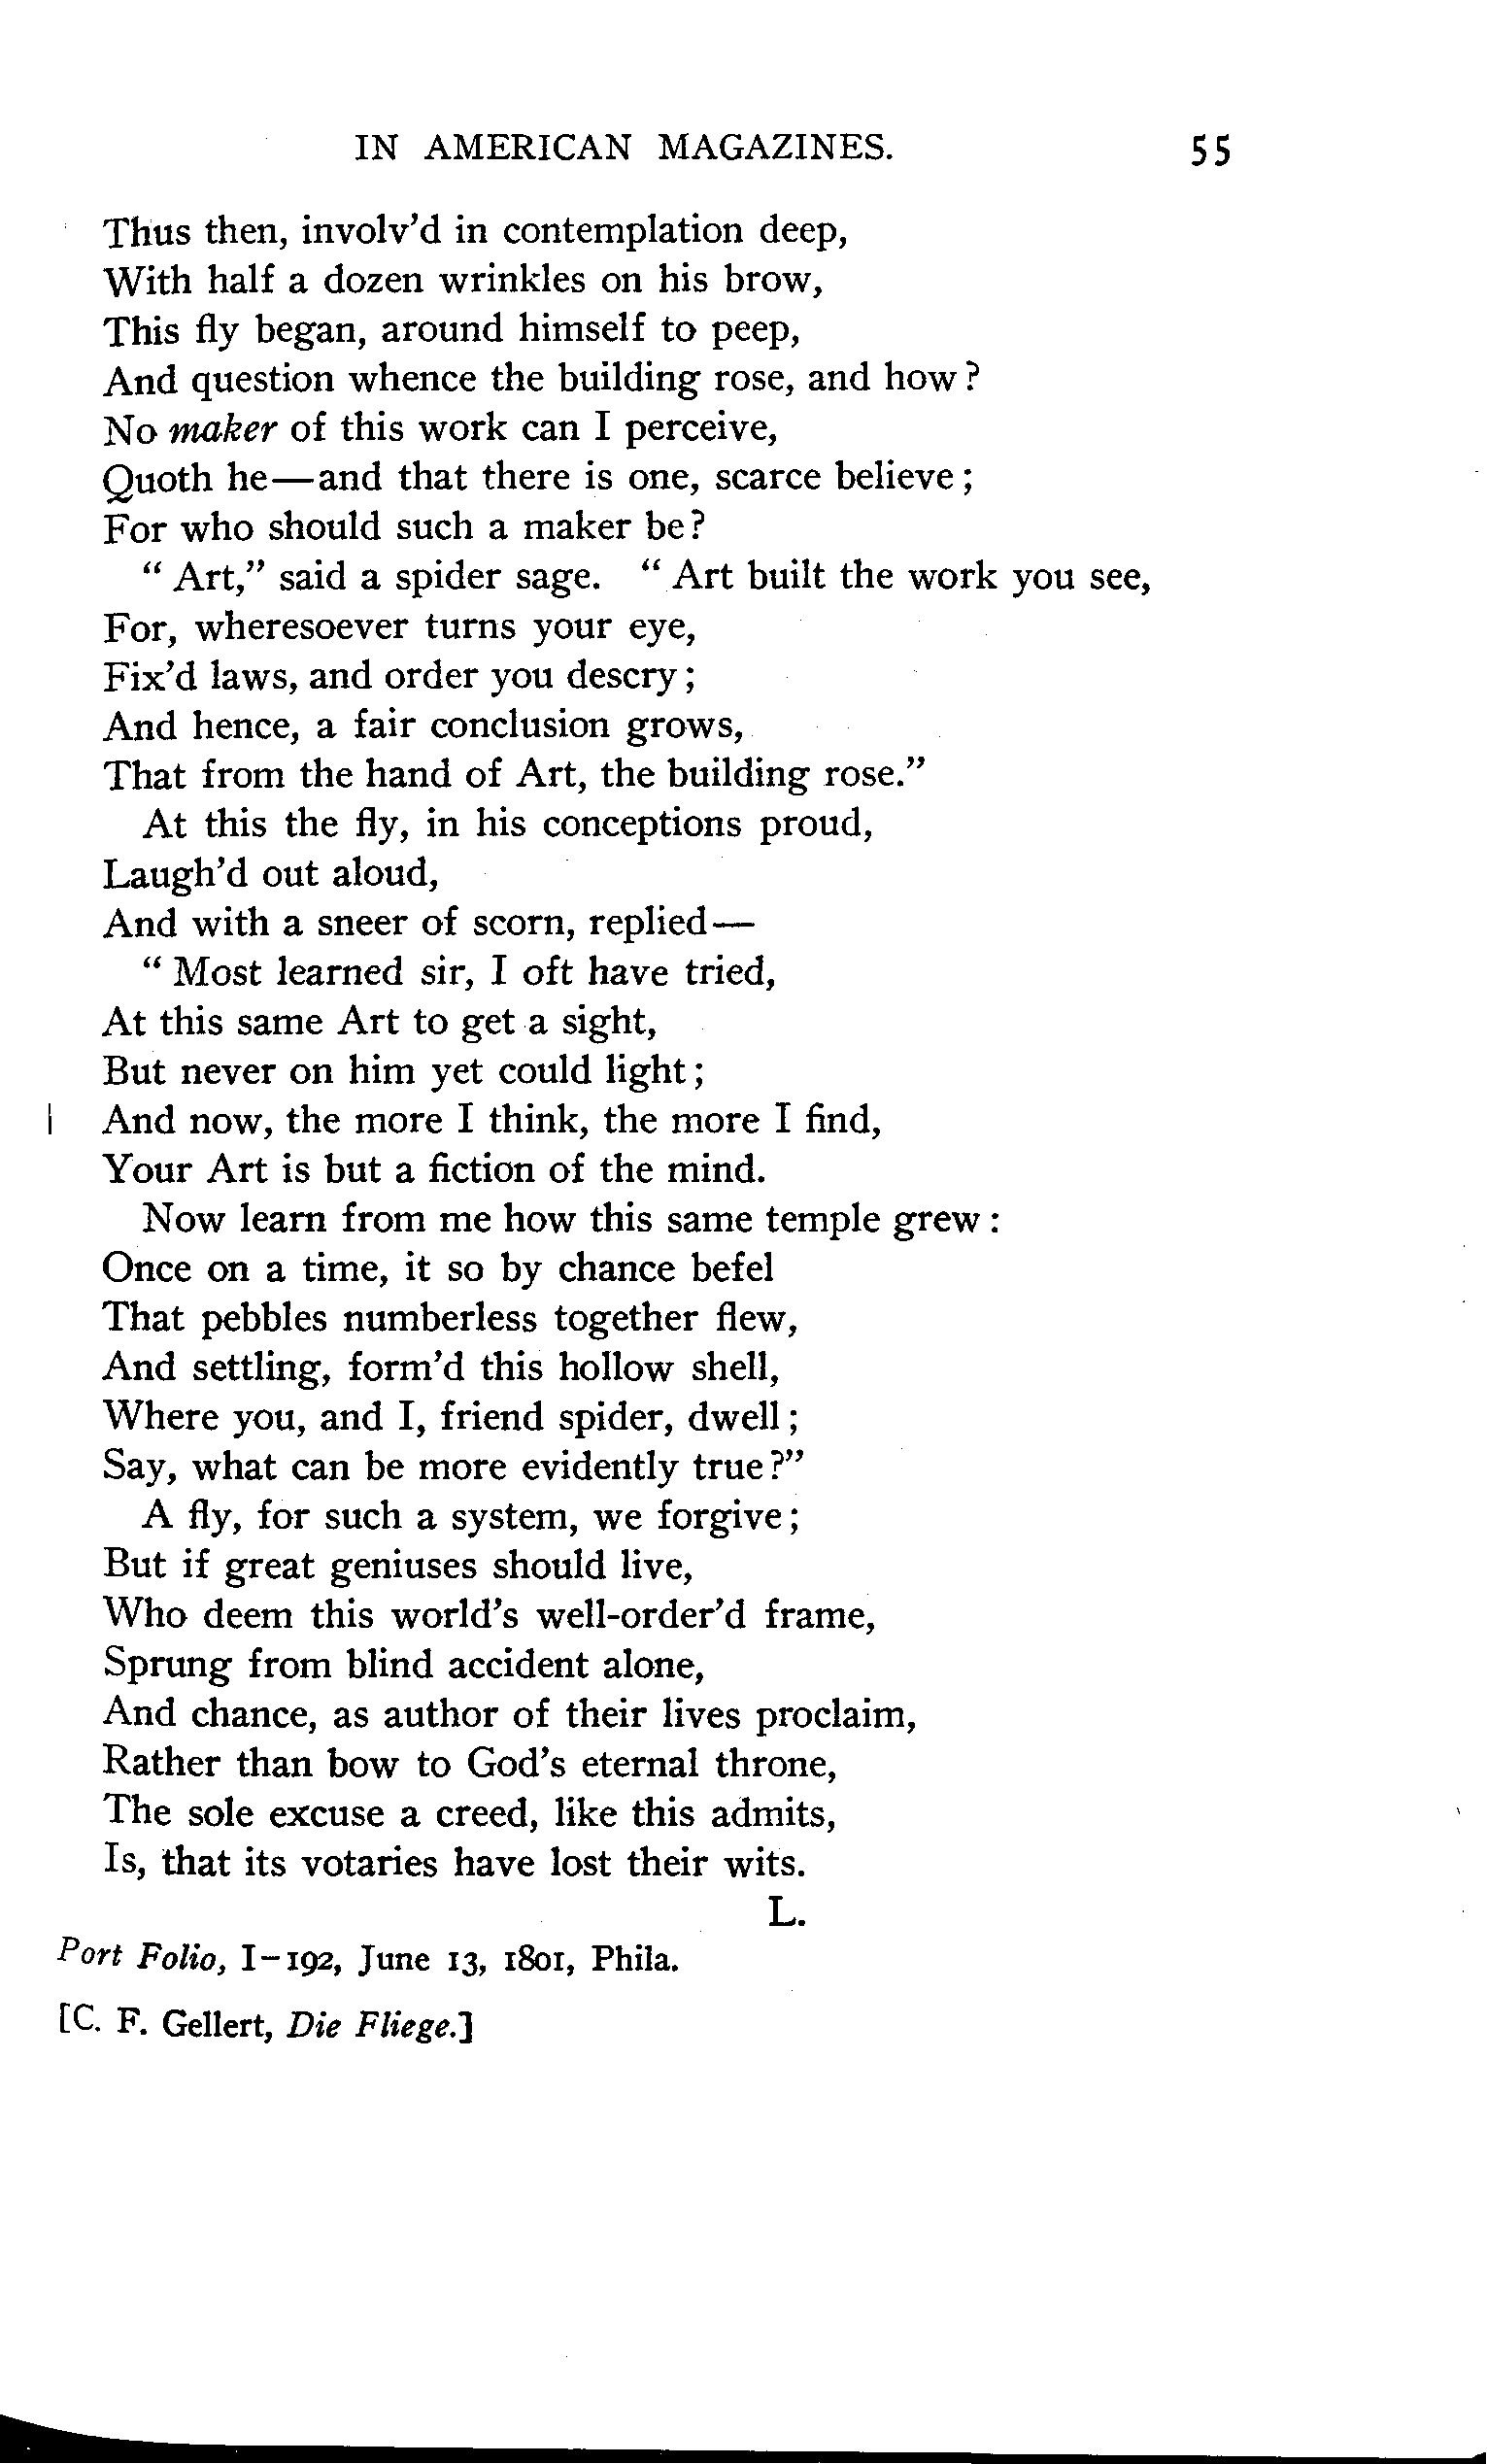 IN AMERICAN MAGAZINES. 55
Thus then, involv'd in contemplation deep,
With half a dozen wrinkles on his brow,
This fly began, around himself to peep,
And question whence the building rose, and how?
No maker of this work can I perceive,
Quoth he—and that there is one, scarce believe;
For who should such a maker be?
"Art," said a spider sage. "Art built the work you see,
For, wheresoever turns your eye,
Fix'd laws, and order you descry;
And hence, a fair conclusion grows,
That from the hand of Art, the building rose."
At this the fly, in his conceptions proud,
Laugh'd out aloud,
And with a sneer of scorn, replied—
"Most learned sir, I oft have tried,
At this same Art to get a sight,
But never on him yet could light;
And now, the more I think, the more I find,
Your Art is but a fiction of the mind.
Now learn from me how this same temple grew:
Once on a time, it so by chance befel
That pebbles numberless together flew,
And settling, form'd this hollow shell,
Where you, and I, friend spider, dwell;
Say, what can be more evidently true?"
A fly, for such a system, we forgive;
But if great geniuses should live,
Who deem this world's well-order'd frame,
Sprung from blind accident alone,
And chance, as author of their lives proclaim,
Rather than bow to God's eternal throne,
The sole excuse a creed, like this admits,
Is, that its votaries have lost their wits.
L.
Port Folio, I-192, June 13, 1801, Phila.
[C. F. Gellert, Die Fliege.]